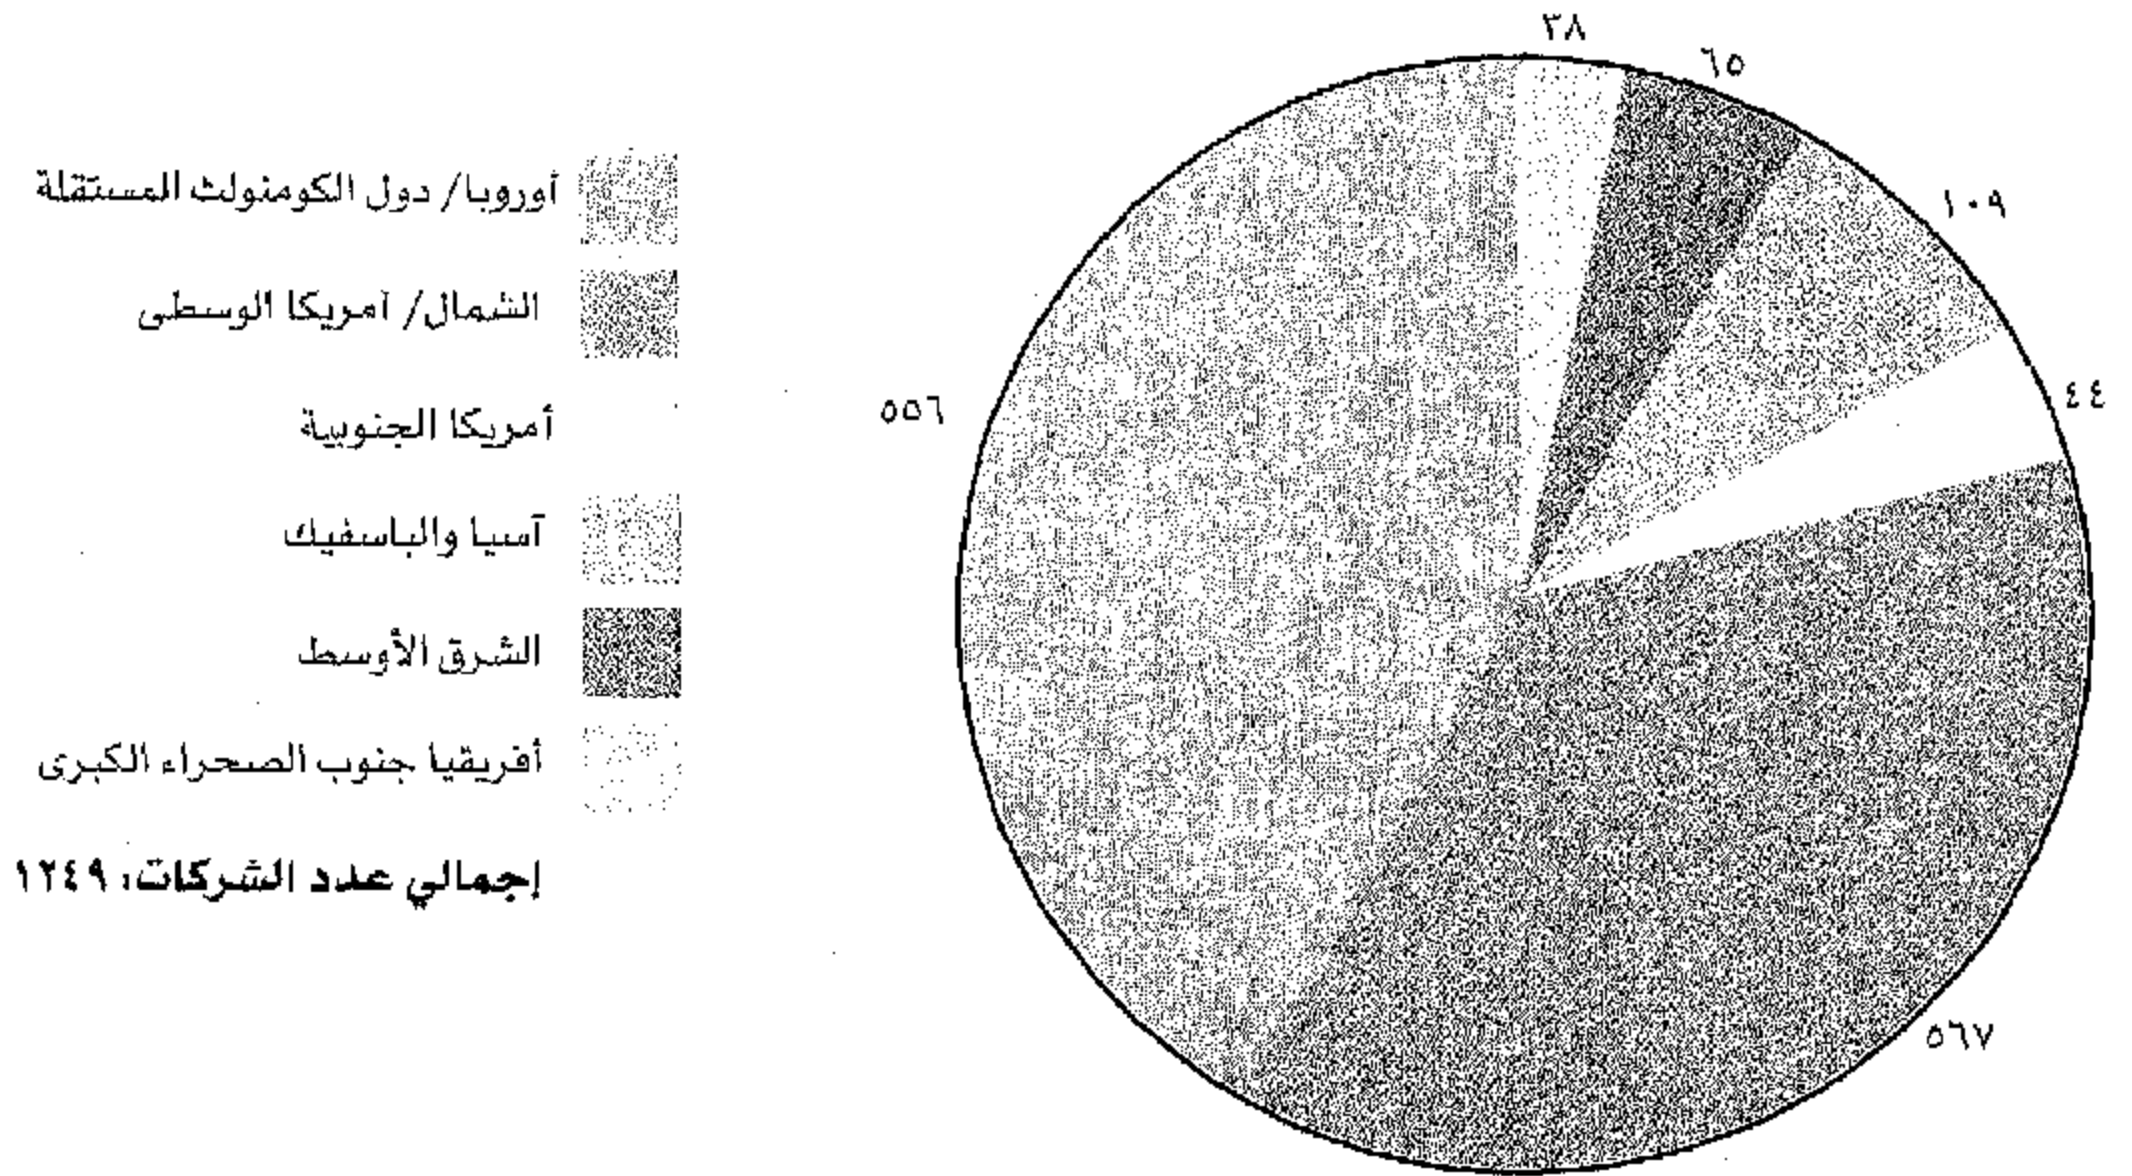 ٣٨
٦٥
١٠٩
٤٤
٥٦٧
٥٥٦
أوروبا/ دول الكومنولث المستقلة
الشمال/ أمريكا الوسطى
أمريكا الجنوبية
آسيا والباسفيك
الشرق الأوسط
أفريقيا جنوب الصحراء الكبرى
إجمالي عدد الشركات: ١٢٤٩